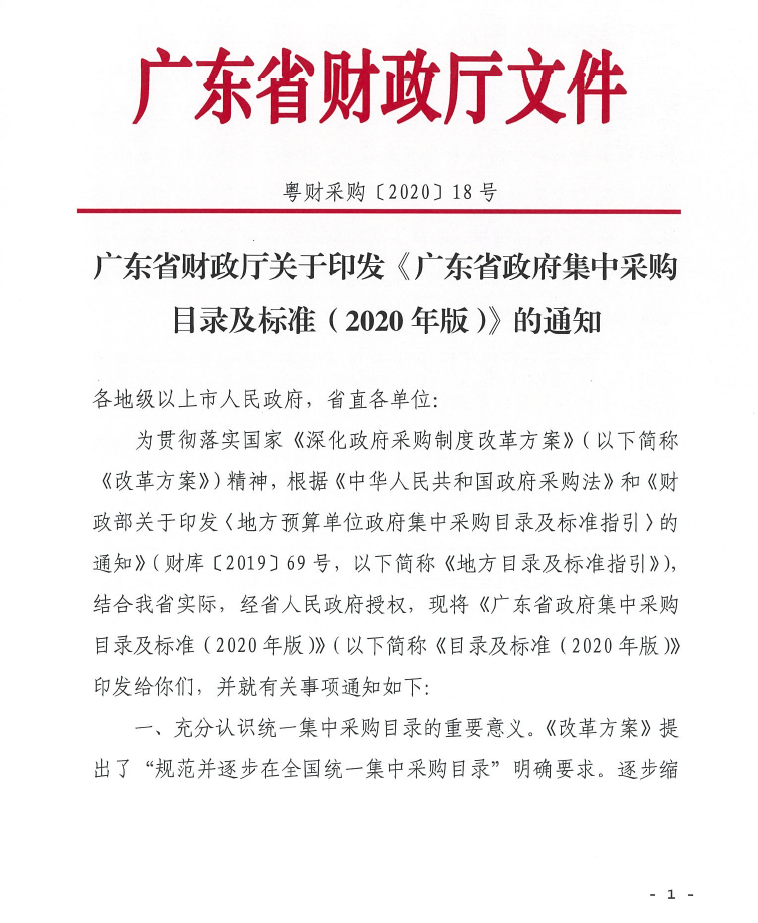 广东省财政厅文件
粤财采购〔2020〕18号
广东省财政厅关于印发《广东省政府集中采购
目录及标准（2020年版）》的通知
各地级以上市人民政府，省直各单位：
为贯彻落实国家《深化政府采购制度改革方案》（以下简称
《改革方案》）精神，根据《中华人民共和国政府采购法》和《财
政部关于印发〈地方预算单位政府集中采购目录及标准指引〉的
通知》（财库〔2019〕69号，以下简称《地方目录及标准指引》），
结合我省实际，经省人民政府授权，现将《广东省政府集中采购
目录及标准（2020年版）》（以下简称《目录及标准（2020年版）》
印发给你们，并就有关事项通知如下：
一、充分认识统一集中采购目录的重要意义。《改革方案》提
出了“规范并逐步在全国统一集中采购目录”明确要求。逐步缩
- 1 -